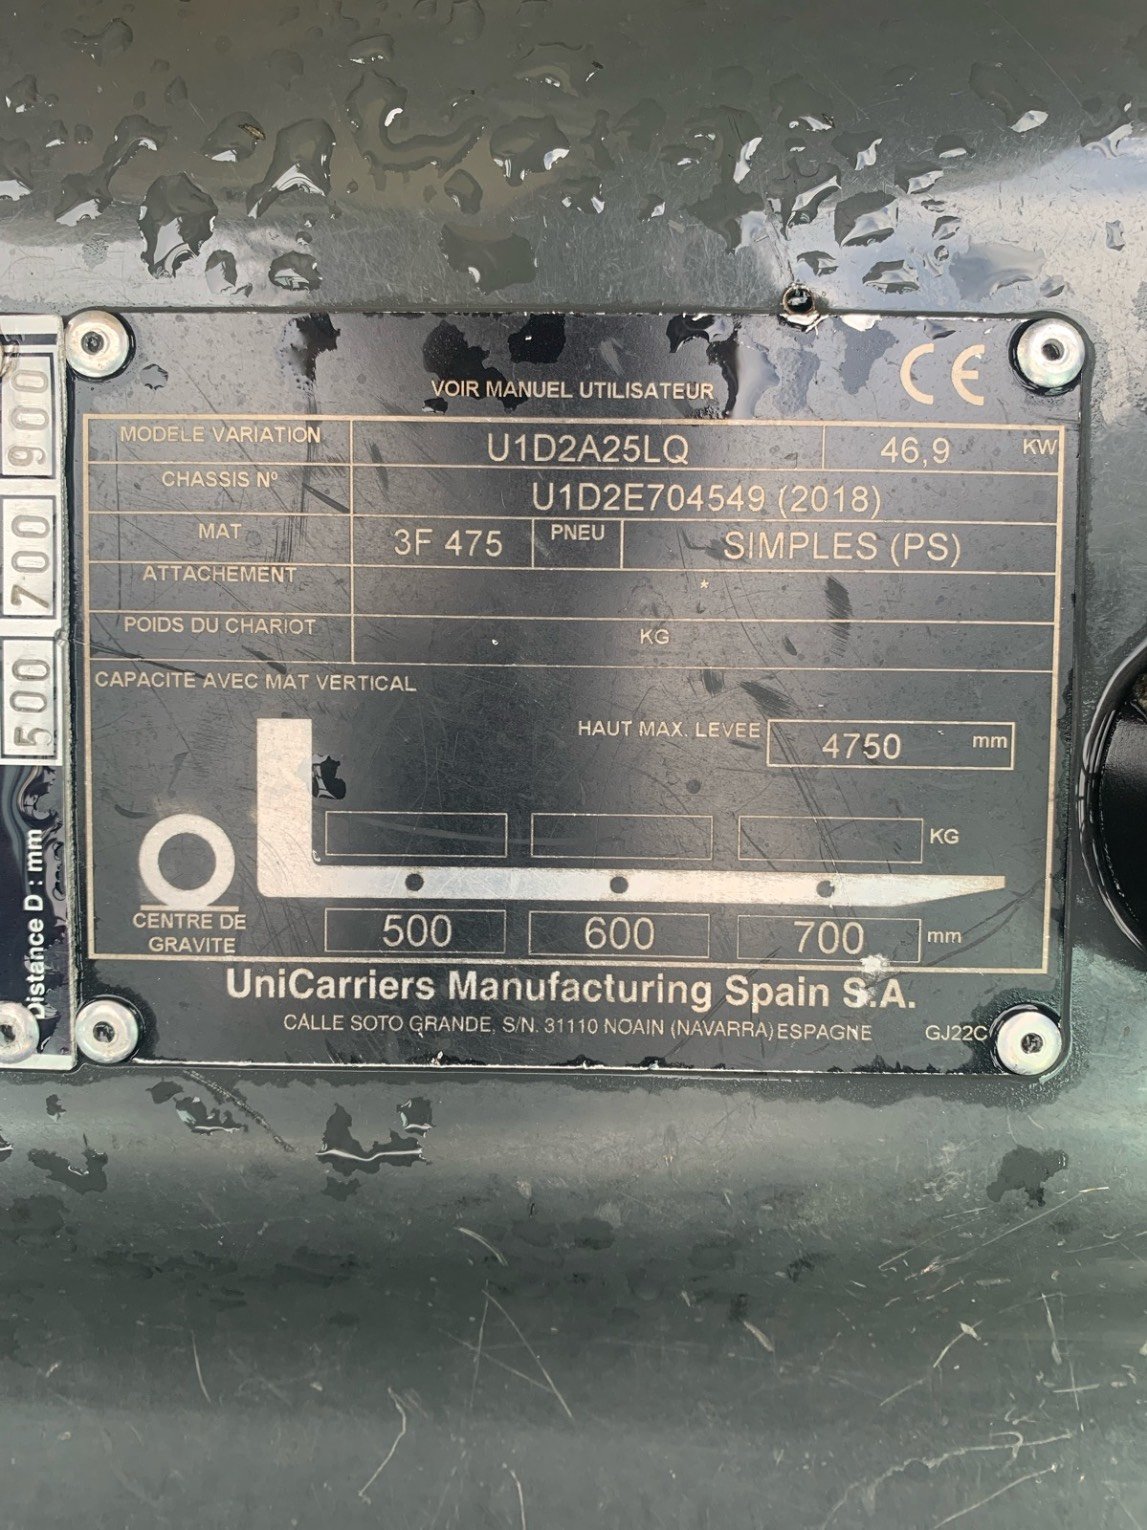 VOIR MANUEL UTILISATEUR
CE
MODELE VARIATION U1D2A25LQ 46,9 KW
CHASSIS Nº U1D2E704549 (2018)
MAT 3F 475 PNEU SIMPLES (PS)
ATTACHEMENT *
POIDS DU CHARIOT KG
CAPACITE AVEC MAT VERTICAL
HAUT MAX. LEVEE 4750 mm
KG
CENTRE DE
GRAVITE
500 600 700 mm
UniCarriers Manufacturing Spain S.A.
CALLE SOTO GRANDE, S/N. 31110 NOAIN (NAVARRA) ESPAGNE GJ22C
Distance D : mm
500 700 900